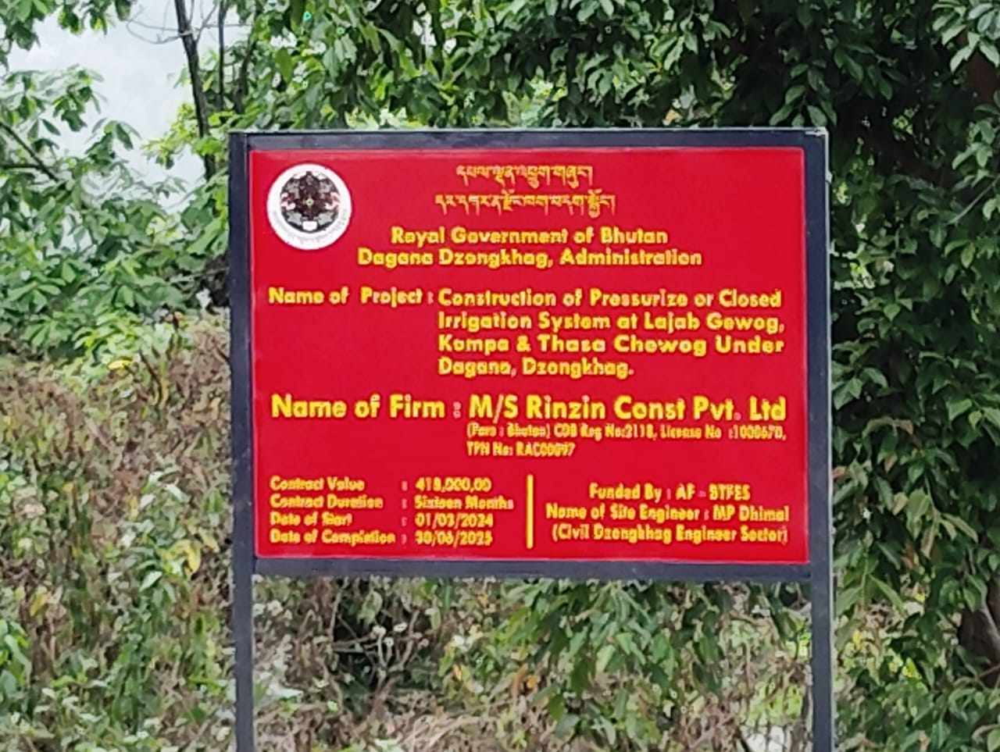 དཔལ་ལྡན་འབྲུག་གཞུང་།
དར་དཀར་ན་རྫོང་ཁག་བདག་སྐྱོང་།
Royal Government of Bhutan
Dagana Dzongkhag, Administration
Name of Project : Construction of Pressurize or Closed
Irrigation System at Lajab Gewog,
Kompa & Thasa Chewog Under
Dagana, Dzongkhag.
Name of Firm : M/S Rinzin Const Pvt. Ltd
(Paro : Bhutan) CDB Reg No:2118, License No :1000670,
TPN No: RAC00097
Contract Value : 418,000.00
Contract Duration : Sixteen Months
Date of Start : 01/03/2024
Date of Completion : 30/06/2025
Funded By : AF - BTFES
Name of Site Engineer : MP Dhimal
(Civil Dzongkhag Engineer Sector)